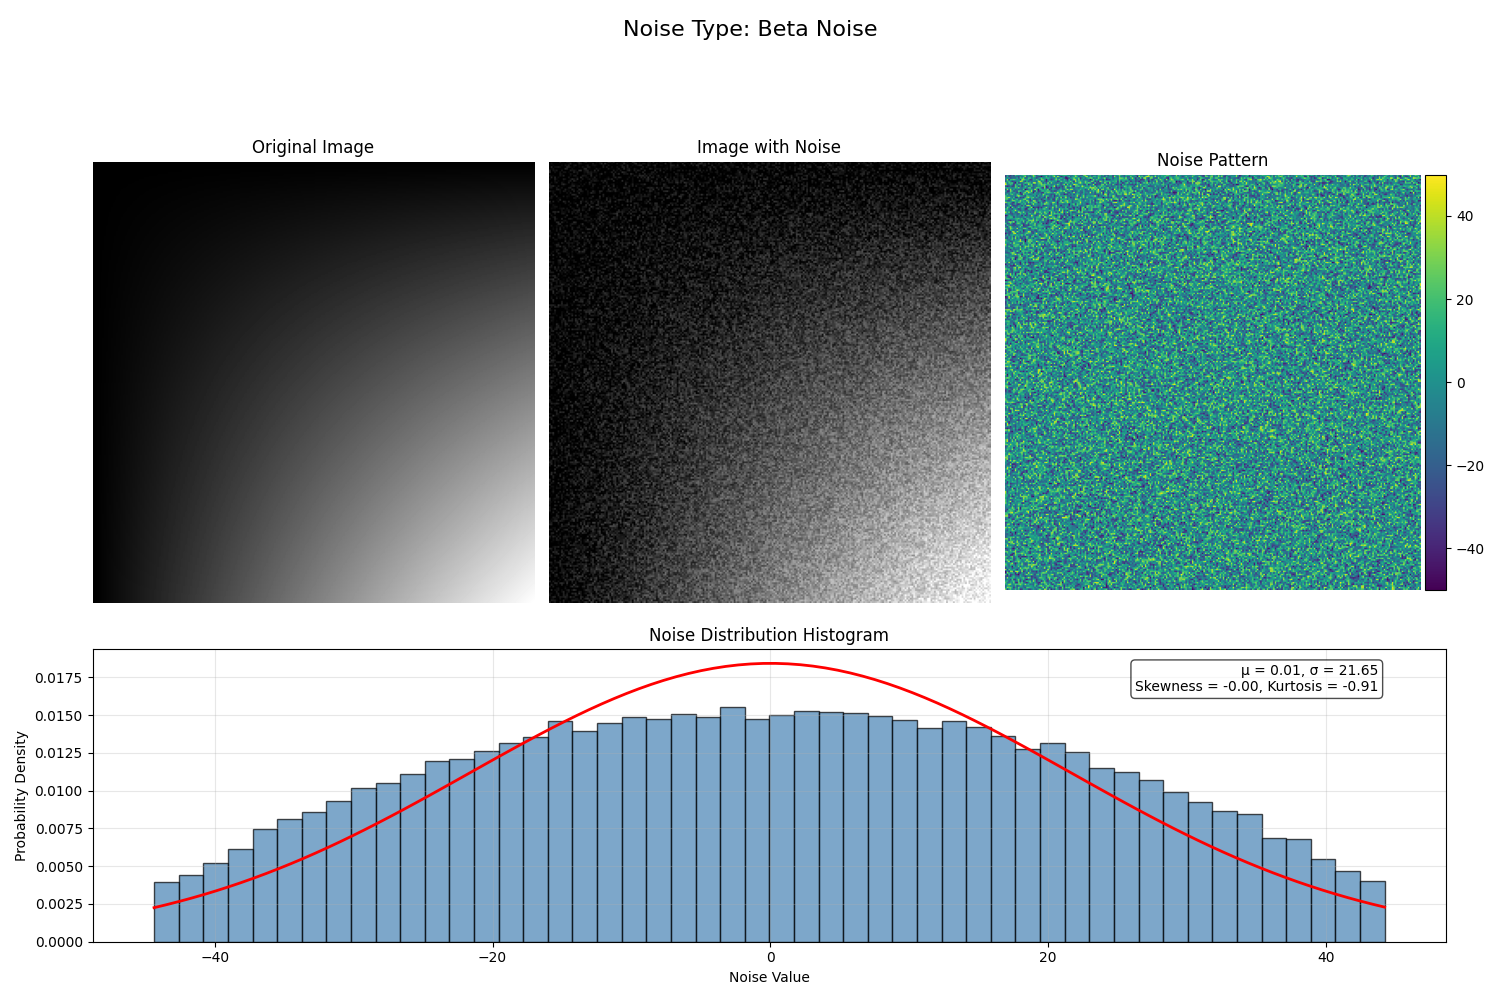 Noise Type: Beta Noise
Original Image
Image with Noise
Noise Pattern
40
20
0
−20
−40
Noise Distribution Histogram
μ = 0.01, σ = 21.65
Skewness = -0.00, Kurtosis = -0.91
Probability Density
0.0175
0.0150
0.0125
0.0100
0.0075
0.0050
0.0025
0.0000
−40
−20
0
20
40
Noise Value